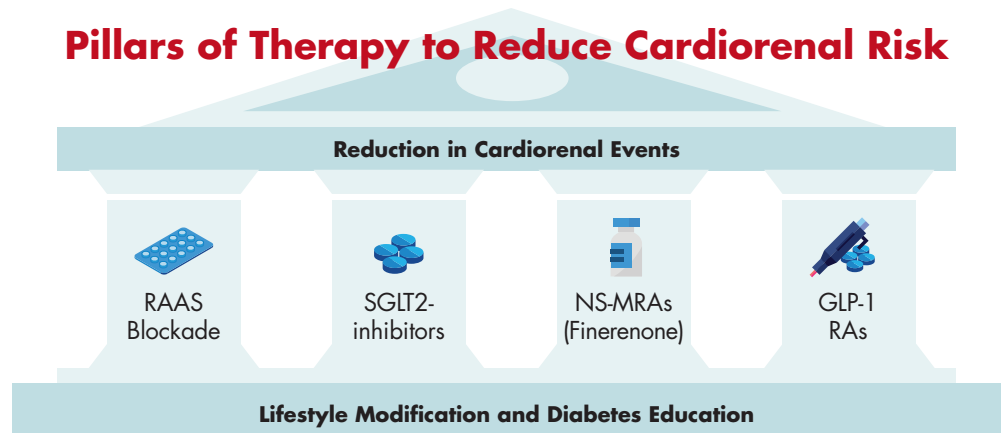 Pillars of Therapy to Reduce Cardiorenal Risk
Reduction in Cardiorenal Events
RAAS
Blockade
SGLT2-
inhibitors
NS-MRAs
(Finerenone)
GLP-1
RAs
Lifestyle Modification and Diabetes Education